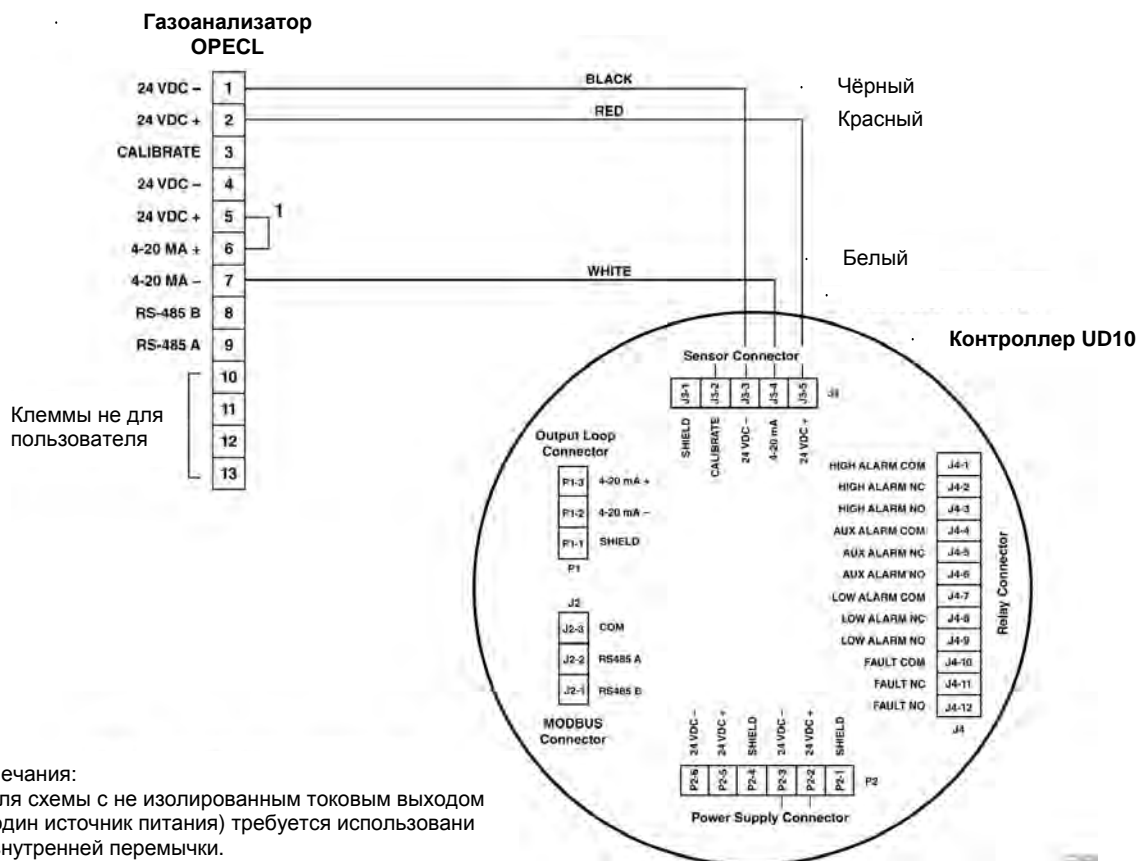 Газоанализатор
OPECL
24 VDC – 1
24 VDC + 2
CALIBRATE 3
24 VDC – 4
24 VDC + 5
4-20 MA + 6
4-20 MA – 7
RS-485 B 8
RS-485 A 9
10
11
12
13
1
BLACK
RED
WHITE
Чёрный
Красный
Белый
Контроллер UD10
Клеммы не для
пользователя
Sensor Connector
J3-1 J3-2 J3-3 J3-4 J3-5
SHIELD
CALIBRATE
24 VDC –
4-20 mA
24 VDC +
Output Loop
Connector
P1-3 4-20 mA +
P1-2 4-20 mA –
P1-1 SHIELD
P1
J2
J2-3 COM
J2-2 RS485 A
J2-1 RS485 B
MODBUS
Connector
HIGH ALARM COM J4-1
HIGH ALARM NC J4-2
HIGH ALARM NO J4-3
AUX ALARM COM J4-4
AUX ALARM NC J4-5
AUX ALARM NO J4-6
LOW ALARM COM J4-7
LOW ALARM NC J4-8
LOW ALARM NO J4-9
FAULT COM J4-10
FAULT NC J4-11
FAULT NO J4-12
J4
Relay Connector
24 VDC –
24 VDC +
SHIELD
24 VDC –
24 VDC +
SHIELD
P2-6 P2-5 P2-4 P2-3 P2-2 P2-1 P2
Power Supply Connector
ечания:
ля схемы с не изолированным токовым выходом
один источник питания) требуется использовани
внутренней перемычки.